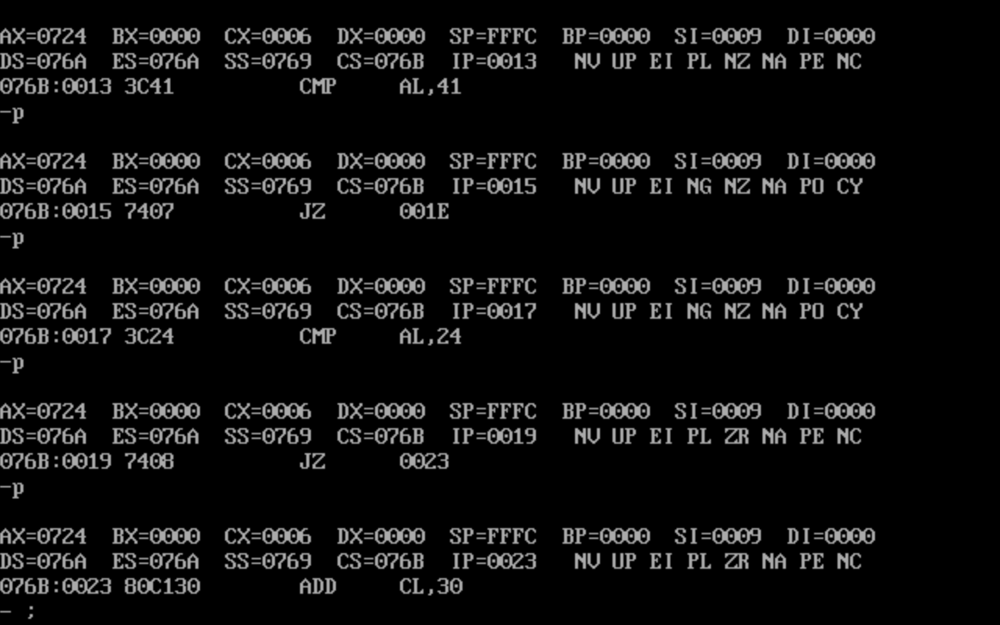 AX=0724  BX=0000  CX=0006  DX=0000  SP=FFFC  BP=0000  SI=0009  DI=0000
DS=076A  ES=076A  SS=0769  CS=076B  IP=0013   NV UP EI PL NZ NA PE NC
076B:0013 3C41          CMP     AL,41
-p
AX=0724  BX=0000  CX=0006  DX=0000  SP=FFFC  BP=0000  SI=0009  DI=0000
DS=076A  ES=076A  SS=0769  CS=076B  IP=0015   NV UP EI NG NZ NA PO CY
076B:0015 7407          JZ      001E
-p
AX=0724  BX=0000  CX=0006  DX=0000  SP=FFFC  BP=0000  SI=0009  DI=0000
DS=076A  ES=076A  SS=0769  CS=076B  IP=0017   NV UP EI NG NZ NA PO CY
076B:0017 3C24          CMP     AL,24
-p
AX=0724  BX=0000  CX=0006  DX=0000  SP=FFFC  BP=0000  SI=0009  DI=0000
DS=076A  ES=076A  SS=0769  CS=076B  IP=0019   NV UP EI PL ZR NA PE NC
076B:0019 7408          JZ      0023
-p
AX=0724  BX=0000  CX=0006  DX=0000  SP=FFFC  BP=0000  SI=0009  DI=0000
DS=076A  ES=076A  SS=0769  CS=076B  IP=0023   NV UP EI PL ZR NA PE NC
076B:0023 80C130        ADD     CL,30
- ;